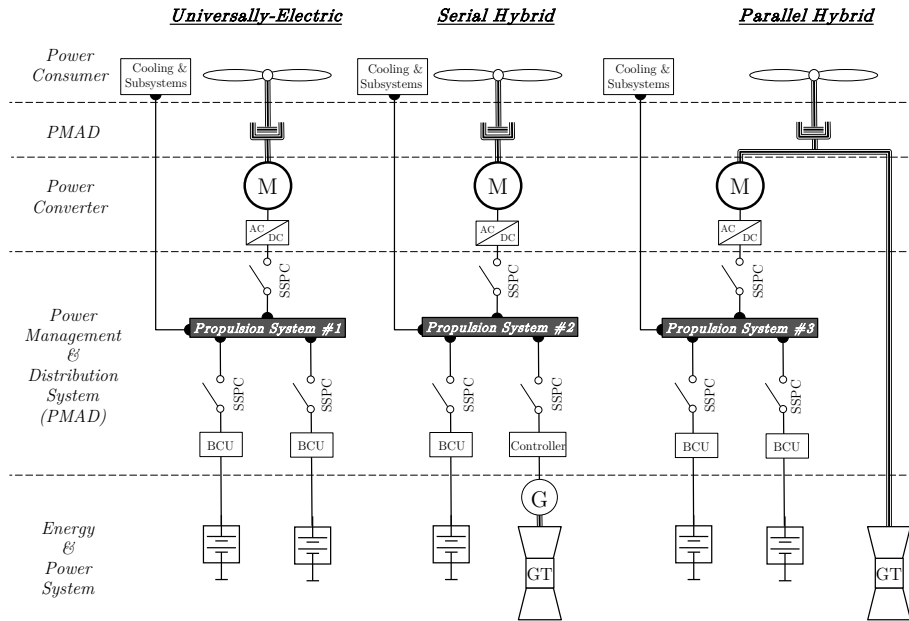 Universally-Electric Serial Hybrid Parallel Hybrid
Power
Consumer
Cooling &
Subsystems
Cooling &
Subsystems
Cooling &
Subsystems
PMAD
Power
Converter
M M M
AC
DC
AC
DC
AC
DC
SSPC SSPC SSPC
Power
Management
&
Distribution
System
(PMAD)
Propulsion System #1 Propulsion System #2 Propulsion System #3
SSPC SSPC SSPC SSPC SSPC SSPC
BCU BCU BCU Controller BCU BCU
Energy
&
Power
System
G
GT GT